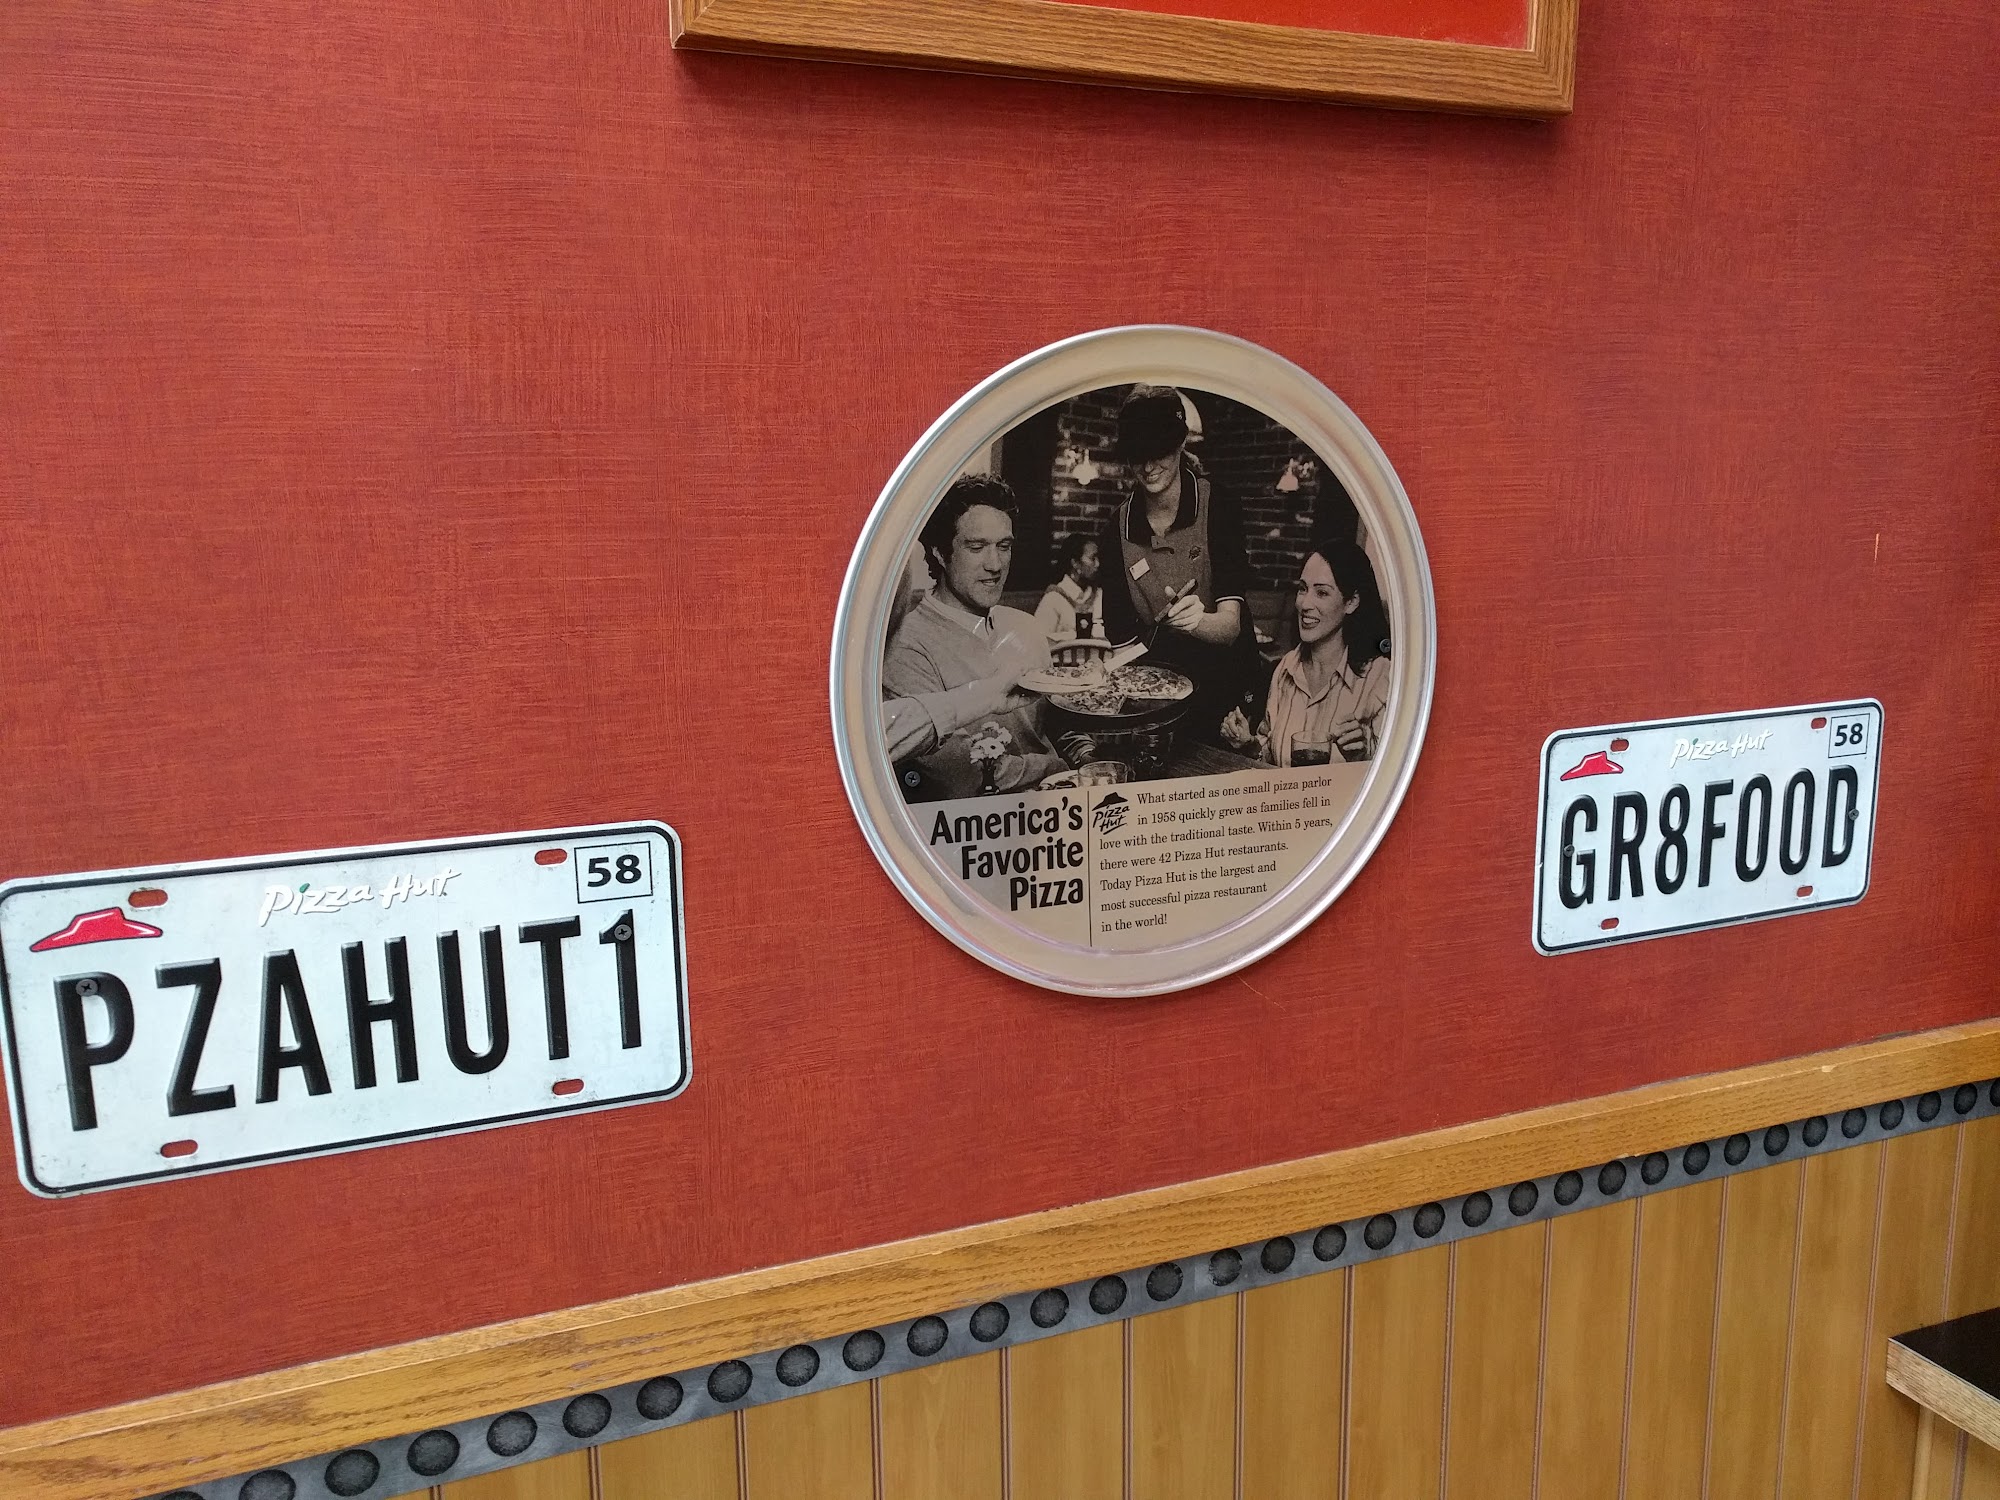 Pizza Hut
58
PZAHUT1
America's
Favorite
Pizza
Pizza
Hut
What started as one small pizza parlor
in 1958 quickly grew as families fell in
love with the traditional taste. Within 5 years,
there were 42 Pizza Hut restaurants.
Today Pizza Hut is the largest and
most successful pizza restaurant
in the world!
Pizza Hut
58
GR8FOOD